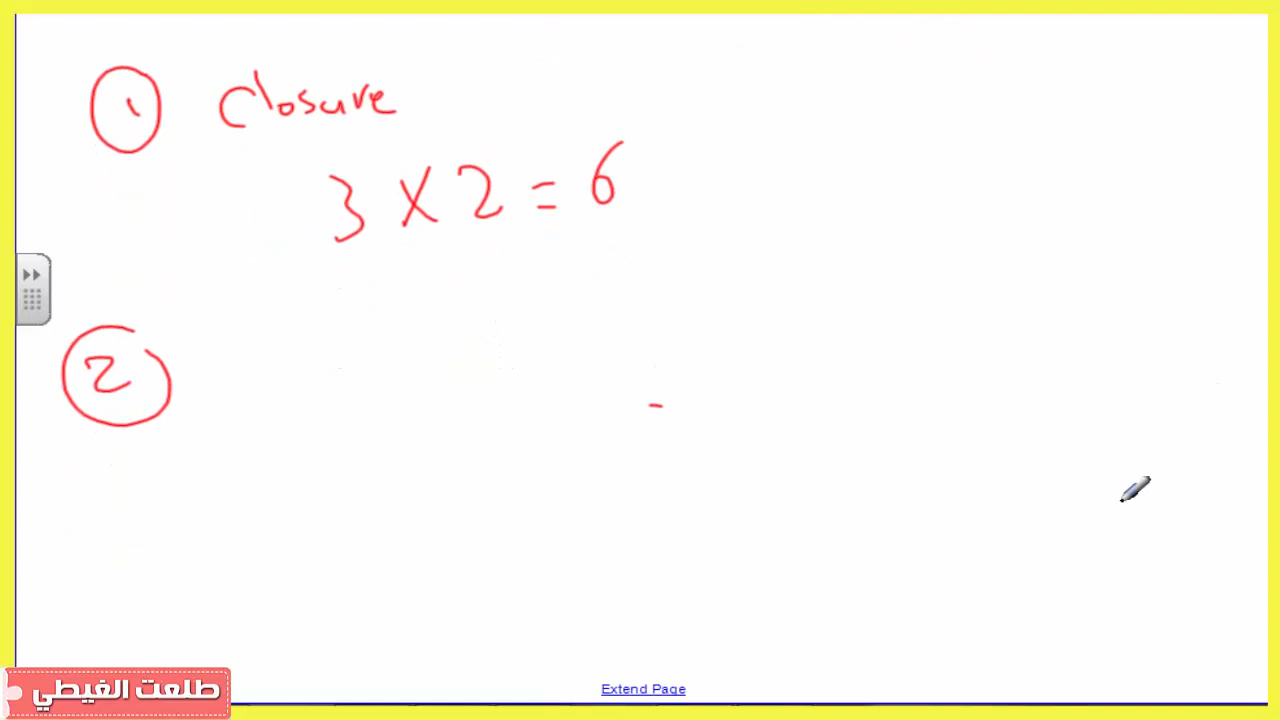 1 closure
3 × 2 = 6
2
-
Extend Page
طلعت الغيطي